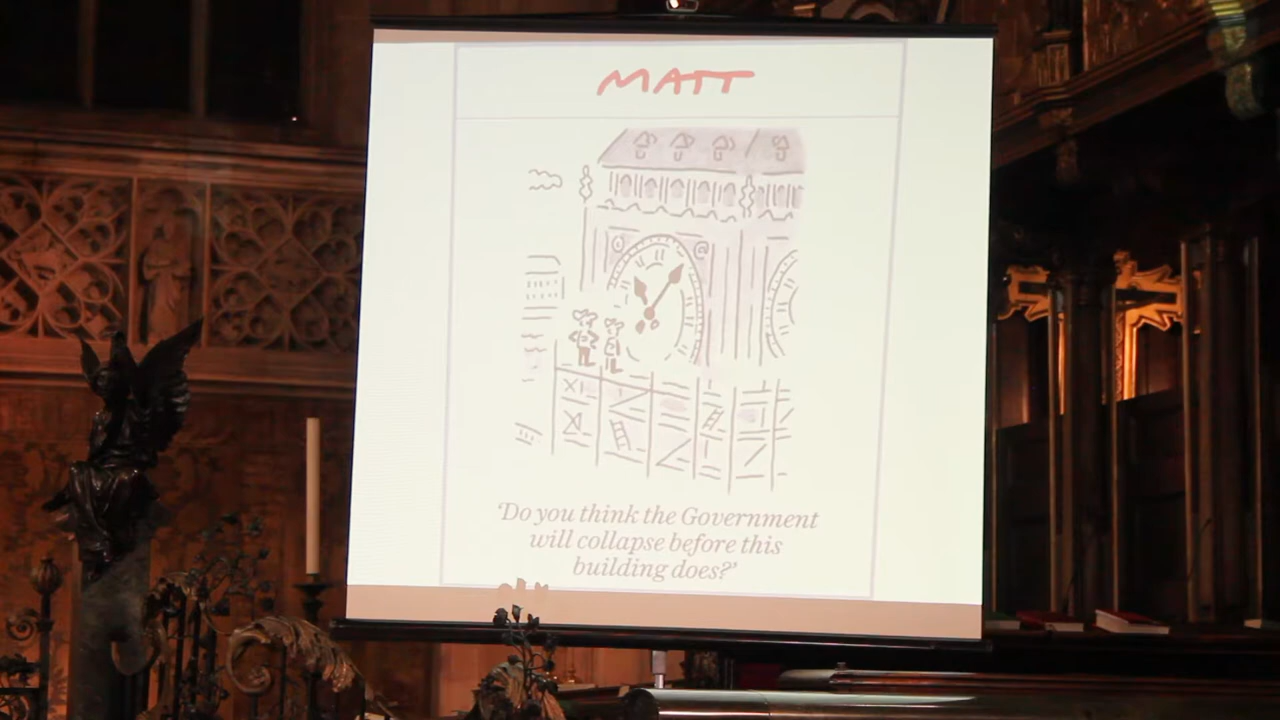 MATT
‘Do you think the Government
will collapse before this
building does?’